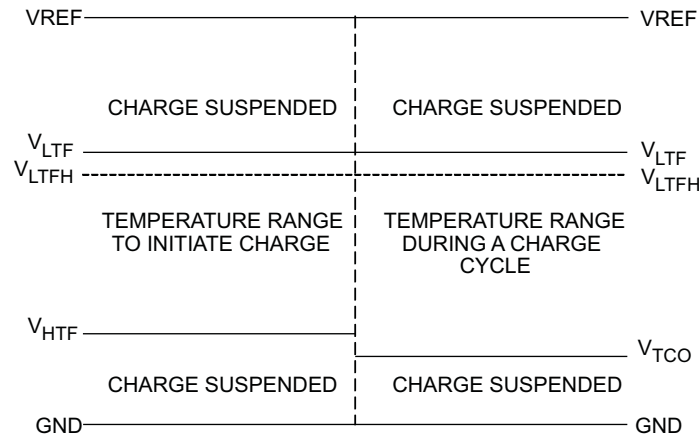 VREF VREF
CHARGE SUSPENDED CHARGE SUSPENDED
VLTF VLTF
VLTFH VLTFH
TEMPERATURE RANGE TEMPERATURE RANGE
TO INITIATE CHARGE DURING A CHARGE
CYCLE
VHTF
VTCO
CHARGE SUSPENDED CHARGE SUSPENDED
GND GND